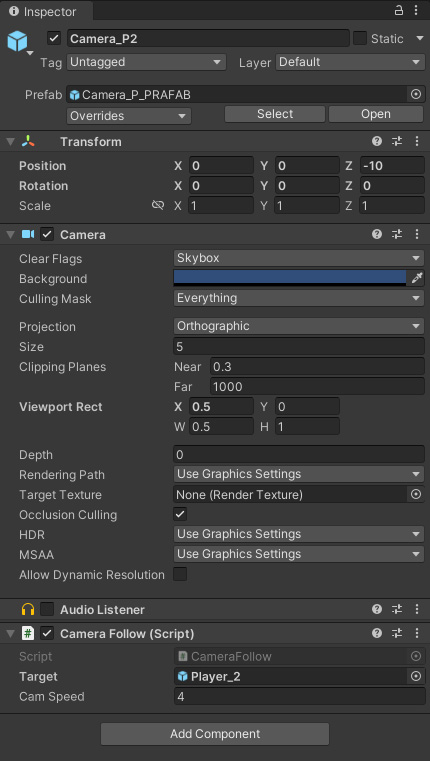 Inspector
Camera_P2 Static
Tag Untagged Layer Default
Prefab Camera_P_PRAFAB
Overrides Select Open
Transform
Position X 0 Y 0 Z -10
Rotation X 0 Y 0 Z 0
Scale X 1 Y 1 Z 1
Camera
Clear Flags Skybox
Background
Culling Mask Everything
Projection Orthographic
Size 5
Clipping Planes Near 0.3
Far 1000
Viewport Rect X 0.5 Y 0
W 0.5 H 1
Depth 0
Rendering Path Use Graphics Settings
Target Texture None (Render Texture)
Occlusion Culling
HDR Use Graphics Settings
MSAA Use Graphics Settings
Allow Dynamic Resolution
Audio Listener
# Camera Follow (Script)
Script CameraFollow
Target Player_2
Cam Speed 4
Add Component